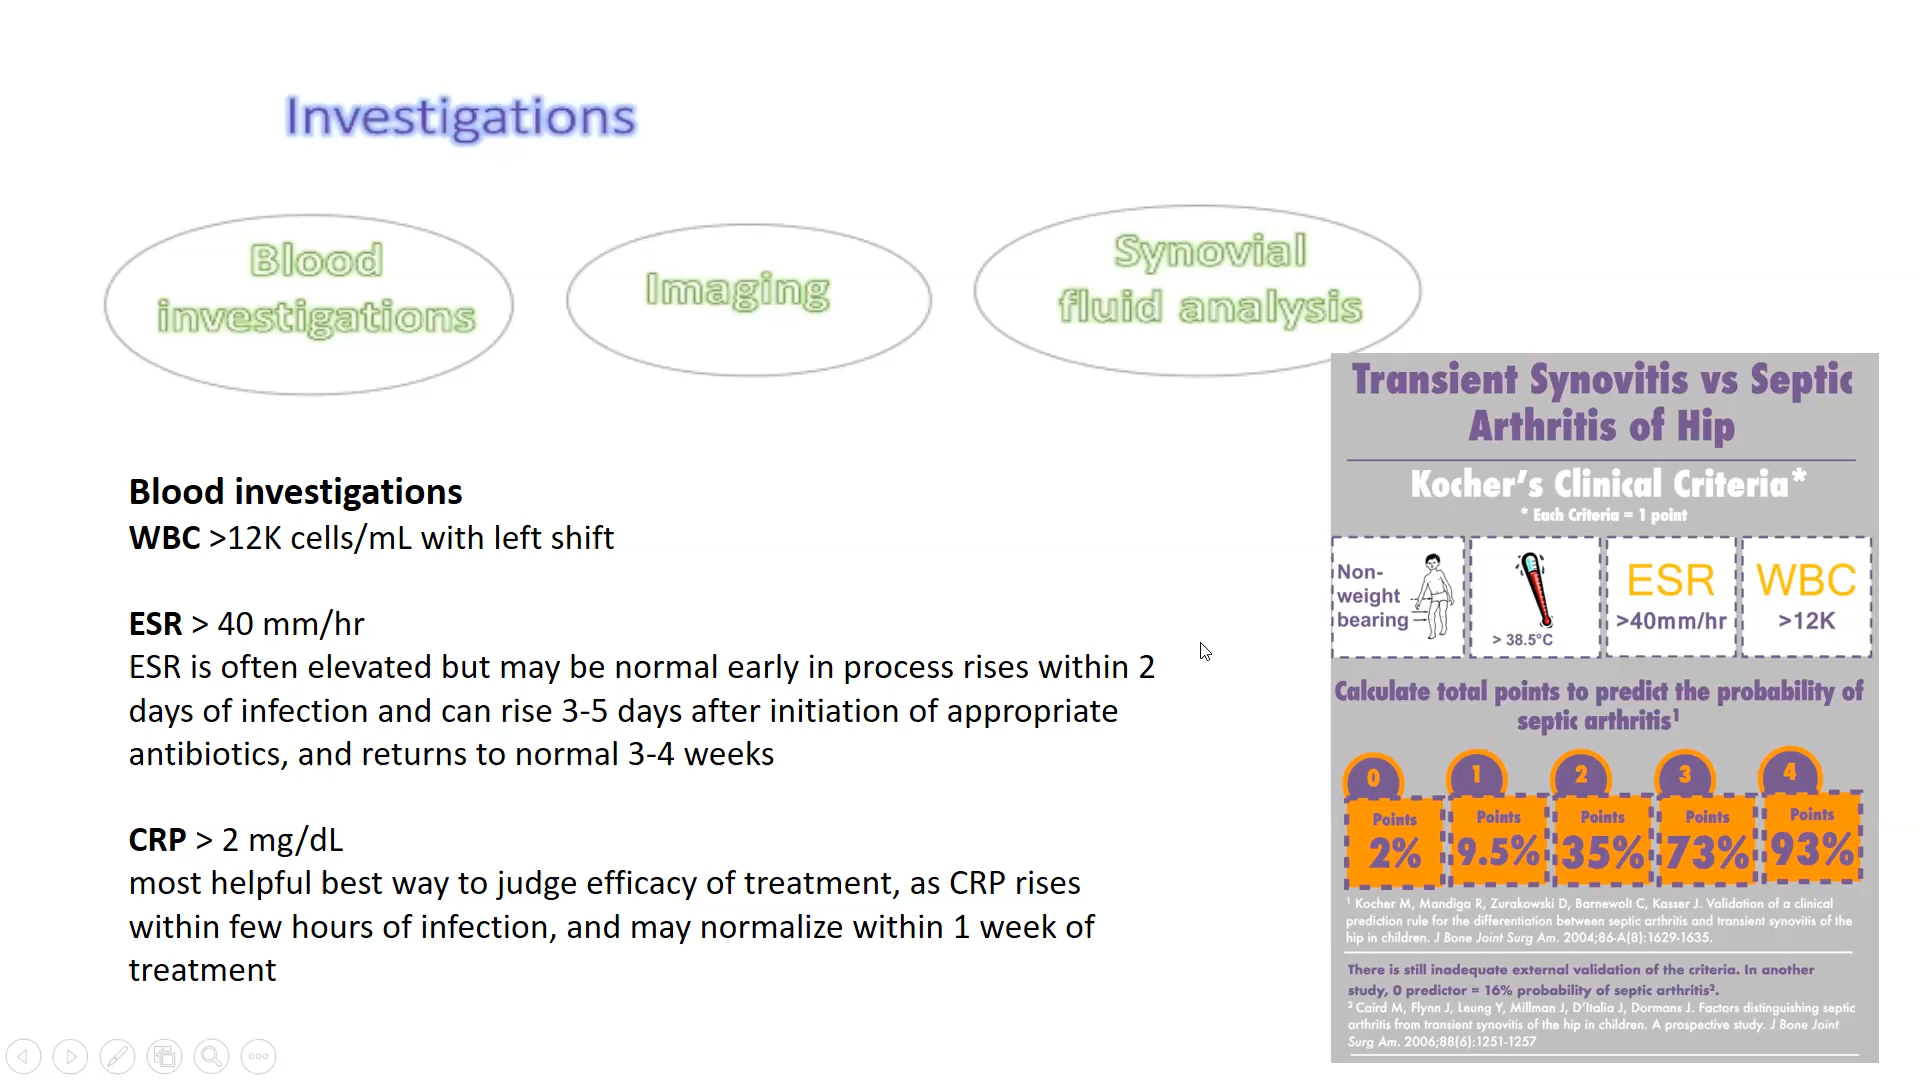 Investigations
Blood
investigations
Imaging
Synovial
fluid analysis
Blood investigations
WBC >12K cells/mL with left shift
ESR > 40 mm/hr
ESR is often elevated but may be normal early in process rises within 2
days of infection and can rise 3-5 days after initiation of appropriate
antibiotics, and returns to normal 3-4 weeks
CRP > 2 mg/dL
most helpful best way to judge efficacy of treatment, as CRP rises
within few hours of infection, and may normalize within 1 week of
treatment
Transient Synovitis vs Septic
Arthritis of Hip
Kocher's Clinical Criteria*
* Each Criteria = 1 point
Non-
weight
bearing
> 38.5°C
ESR
>40mm/hr
WBC
>12K
Calculate total points to predict the probability of
septic arthritis¹
0
Points
2%
1
Points
9.5%
2
Points
35%
3
Points
73%
4
Points
93%
¹ Kocher M, Mandiga R, Zurakowski D, Barnewolt C, Kasser J. Validation of a clinical
prediction rule for the differentiation between septic arthritis and transient synovitis of the
hip in children. J Bone Joint Surg Am. 2004;86-A(8):1629-1635.
There is still inadequate external validation of the criteria. In another
study, 0 predictor = 16% probability of septic arthritis².
² Caird M, Flynn J, Leung Y, Millman J, D'Italia J, Dormans J. Factors distinguishing septic
arthritis from transient synovitis of the hip in children. A prospective study. J Bone Joint
Surg Am. 2006;88(6):1251-1257